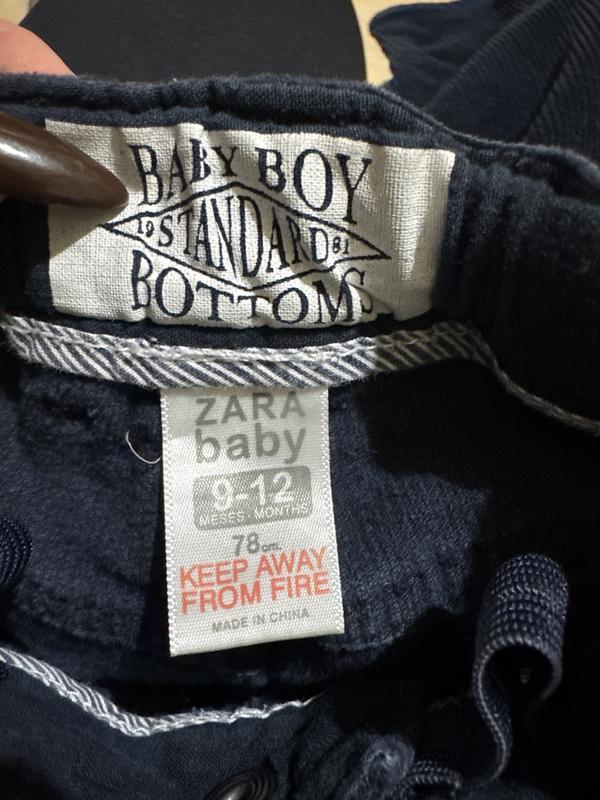 BABY BOY
19 STANDARD 81
BOTTOMS
ZARA
baby
9-12
MESES - MONTHS
78cm.
KEEP AWAY
FROM FIRE
MADE IN CHINA